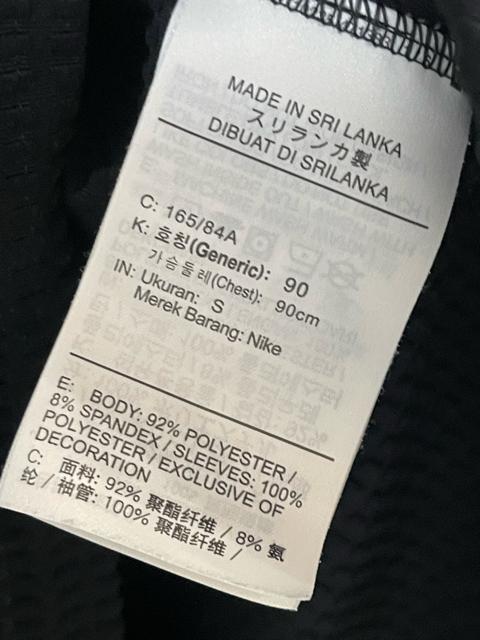 MADE IN SRI LANKA
スリランカ製
DIBUAT DI SRILANKA
C: 165/84A
K: 호칭(Generic): 90
가슴둘레(Chest): 90cm
IN: Ukuran: S
Merek Barang: Nike
E: BODY: 92% POLYESTER /
8% SPANDEX / SLEEVES: 100%
POLYESTER / EXCLUSIVE OF
DECORATION
C: 面料: 92% 聚酯纤维 / 8% 氨
纶 / 袖管: 100% 聚酯纤维 /